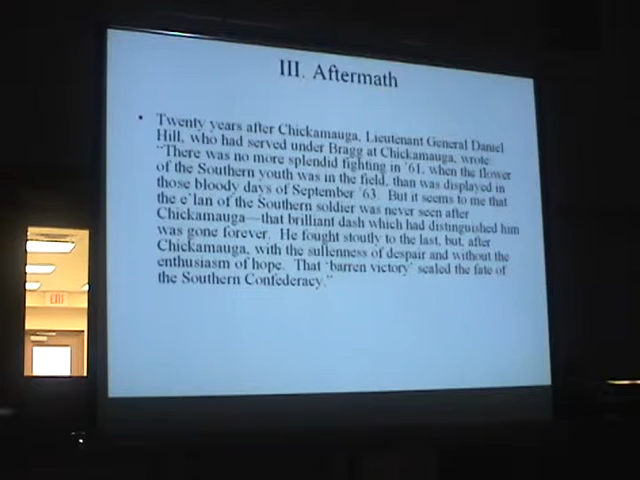 III. Aftermath
• Twenty years after Chickamauga, Lieutenant General Daniel
Hill, who had served under Bragg at Chickamauga, wrote:
"There was no more splendid fighting in '61, when the flower
of the Southern youth was in the field, than was displayed in
those bloody days of September '63. But it seems to me that
the e'lan of the Southern soldier was never seen after
Chickamauga—that brilliant dash which had distinguished him
was gone forever. He fought stoutly to the last, but, after
Chickamauga, with the sullenness of despair and without the
enthusiasm of hope. That 'barren victory' sealed the fate of
the Southern Confederacy."
EXIT